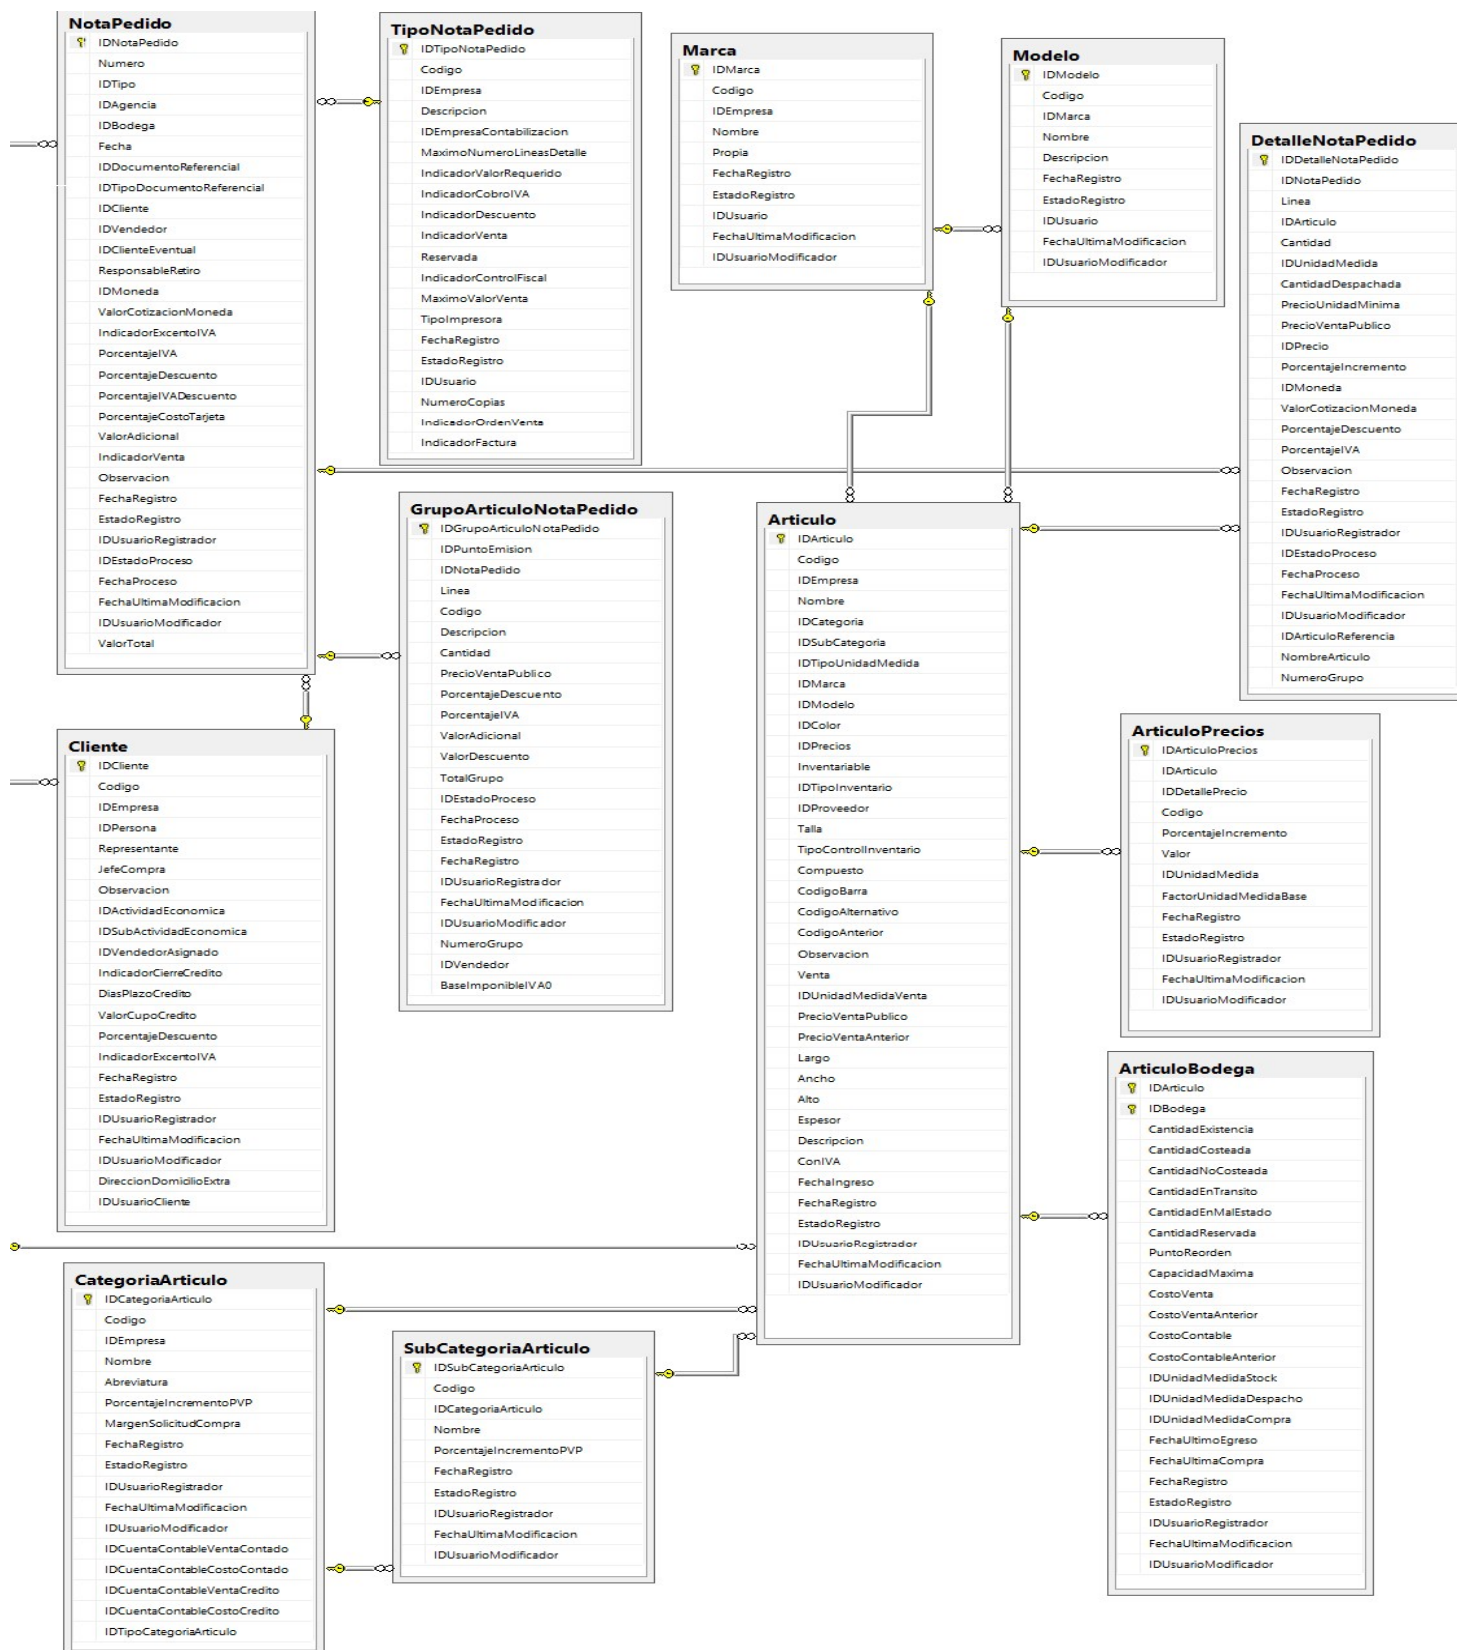 NotaPedido
IDNotaPedido
Numero
IDTipo
IDAgencia
IDBodega
Fecha
IDDocumentoReferencial
IDTipoDocumentoReferencial
IDCliente
IDVendedor
IDClienteEventual
ResponsableRetiro
IDMoneda
ValorCotizacionMoneda
IndicadorExcentoIVA
PorcentajeIVA
PorcentajeDescuento
PorcentajeIVADescuento
PorcentajeCostoTarjeta
ValorAdicional
IndicadorVenta
Observacion
FechaRegistro
EstadoRegistro
IDUsuarioRegistrador
IDEstadoProceso
FechaProceso
FechaUltimaModificacion
IDUsuarioModificador
ValorTotal
TipoNotaPedido
IDTipoNotaPedido
Codigo
IDEmpresa
Descripcion
IDEmpresaContabilizacion
MaximoNumeroLineasDetalle
IndicadorValorRequerido
IndicadorCobroIVA
IndicadorDescuento
IndicadorVenta
Reservada
IndicadorControlFiscal
MaximoValorVenta
TipoImpresora
FechaRegistro
EstadoRegistro
IDUsuario
NumeroCopias
IndicadorOrdenVenta
IndicadorFactura
Marca
IDMarca
Codigo
IDEmpresa
Nombre
Propia
FechaRegistro
EstadoRegistro
IDUsuario
FechaUltimaModificacion
IDUsuarioModificador
Modelo
IDModelo
Codigo
IDMarca
Nombre
Descripcion
FechaRegistro
EstadoRegistro
IDUsuario
FechaUltimaModificacion
IDUsuarioModificador
DetalleNotaPedido
IDDetalleNotaPedido
IDNotaPedido
Linea
IDArticulo
Cantidad
IDUnidadMedida
CantidadDespachada
PrecioUnidadMinima
PrecioVentaPublico
IDPrecio
PorcentajeIncremento
IDMoneda
ValorCotizacionMoneda
PorcentajeDescuento
PorcentajeIVA
Observacion
FechaRegistro
EstadoRegistro
IDUsuarioRegistrador
IDEstadoProceso
FechaProceso
FechaUltimaModificacion
IDUsuarioModificador
IDArticuloReferencia
NombreArticulo
NumeroGrupo
GrupoArticuloNotaPedido
IDGrupoArticuloNotaPedido
IDPuntoEmision
IDNotaPedido
Linea
Codigo
Descripcion
Cantidad
PrecioVentaPublico
PorcentajeDescuento
PorcentajeIVA
ValorAdicional
ValorDescuento
TotalGrupo
IDEstadoProceso
FechaProceso
EstadoRegistro
FechaRegistro
IDUsuarioRegistrador
FechaUltimaModificacion
IDUsuarioModificador
NumeroGrupo
IDVendedor
BaseImponibleIVA0
Articulo
IDArticulo
Codigo
IDEmpresa
Nombre
IDCategoria
IDSubCategoria
IDTipoUnidadMedida
IDMarca
IDModelo
IDColor
IDPrecios
Inventariable
IDTipoInventario
IDProveedor
Talla
TipoControlInventario
Compuesto
CodigoBarra
CodigoAlternativo
CodigoAnterior
Observacion
Venta
IDUnidadMedidaVenta
PrecioVentaPublico
PrecioVentaAnterior
Largo
Ancho
Alto
Espesor
Descripcion
ConIVA
FechaIngreso
FechaRegistro
EstadoRegistro
IDUsuarioRegistrador
FechaUltimaModificacion
IDUsuarioModificador
Cliente
IDCliente
Codigo
IDEmpresa
IDPersona
Representante
JefeCompra
Observacion
IDActividadEconomica
IDSubActividadEconomica
IDVendedorAsignado
IndicadorCierreCredito
DiasPlazoCredito
ValorCupoCredito
PorcentajeDescuento
IndicadorExcentoIVA
FechaRegistro
EstadoRegistro
IDUsuarioRegistrador
FechaUltimaModificacion
IDUsuarioModificador
DireccionDomicilioExtra
IDUsuarioCliente
ArticuloPrecios
IDArticuloPrecios
IDArticulo
IDDetallePrecio
Codigo
PorcentajeIncremento
Valor
IDUnidadMedida
FactorUnidadMedidaBase
FechaRegistro
EstadoRegistro
IDUsuarioRegistrador
FechaUltimaModificacion
IDUsuarioModificador
ArticuloBodega
IDArticulo
IDBodega
CantidadExistencia
CantidadCosteada
CantidadNoCosteada
CantidadEnTransito
CantidadEnMalEstado
CantidadReservada
PuntoReorden
CapacidadMaxima
CostoVenta
CostoVentaAnterior
CostoContable
CostoContableAnterior
IDUnidadMedidaStock
IDUnidadMedidaDespacho
IDUnidadMedidaCompra
FechaUltimoEgreso
FechaUltimaCompra
FechaRegistro
EstadoRegistro
IDUsuarioRegistrador
FechaUltimaModificacion
IDUsuarioModificador
CategoriaArticulo
IDCategoriaArticulo
Codigo
IDEmpresa
Nombre
Abreviatura
PorcentajeIncrementoPVP
MargenSolicitudCompra
FechaRegistro
EstadoRegistro
IDUsuarioRegistrador
FechaUltimaModificacion
IDUsuarioModificador
IDCuentaContableVentaContado
IDCuentaContableCostoContado
IDCuentaContableVentaCredito
IDCuentaContableCostoCredito
IDTipoCategoriaArticulo
SubCategoriaArticulo
IDSubCategoriaArticulo
Codigo
IDCategoriaArticulo
Nombre
PorcentajeIncrementoPVP
FechaRegistro
EstadoRegistro
IDUsuarioRegistrador
FechaUltimaModificacion
IDUsuarioModificador